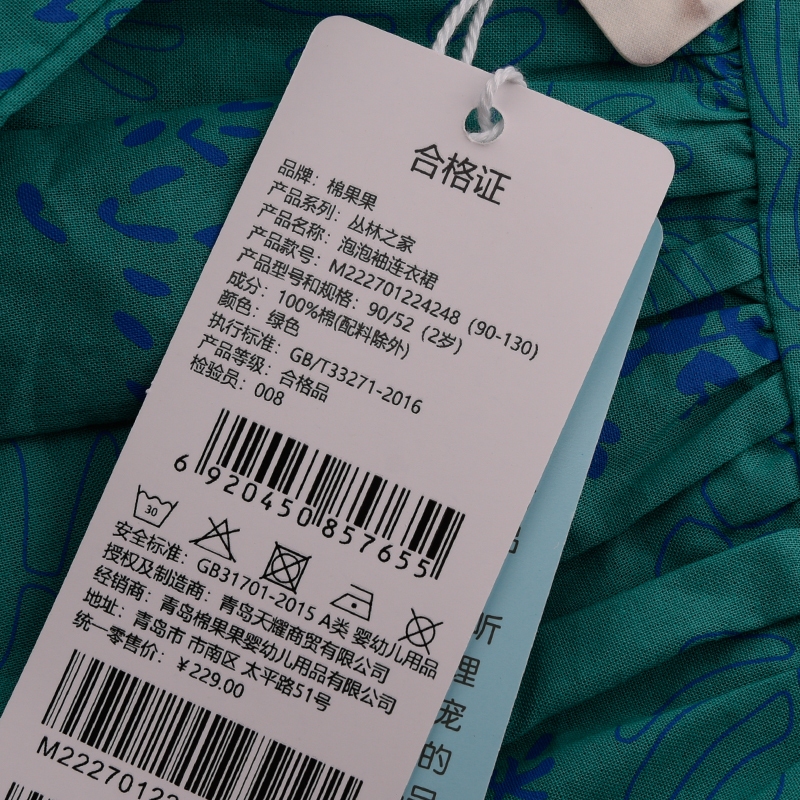 合格证
品牌：棉果果
产品系列：丛林之家
产品名称：泡泡袖连衣裙
产品款号：M222701224248（90-130）
产品型号和规格：90/52（2岁）
成分：100%棉(配料除外)
颜色：绿色
执行标准：GB/T33271-2016
产品等级：合格品
检验员：008
6 920450 857655
30
安全标准：GB31701-2015 A类 婴幼儿用品
授权及制造商：青岛天耀商贸有限公司
经销商：青岛棉果果婴幼儿用品有限公司
地址：青岛市 市南区 太平路51号
统一零售价：￥229.00
听
里
宠
的